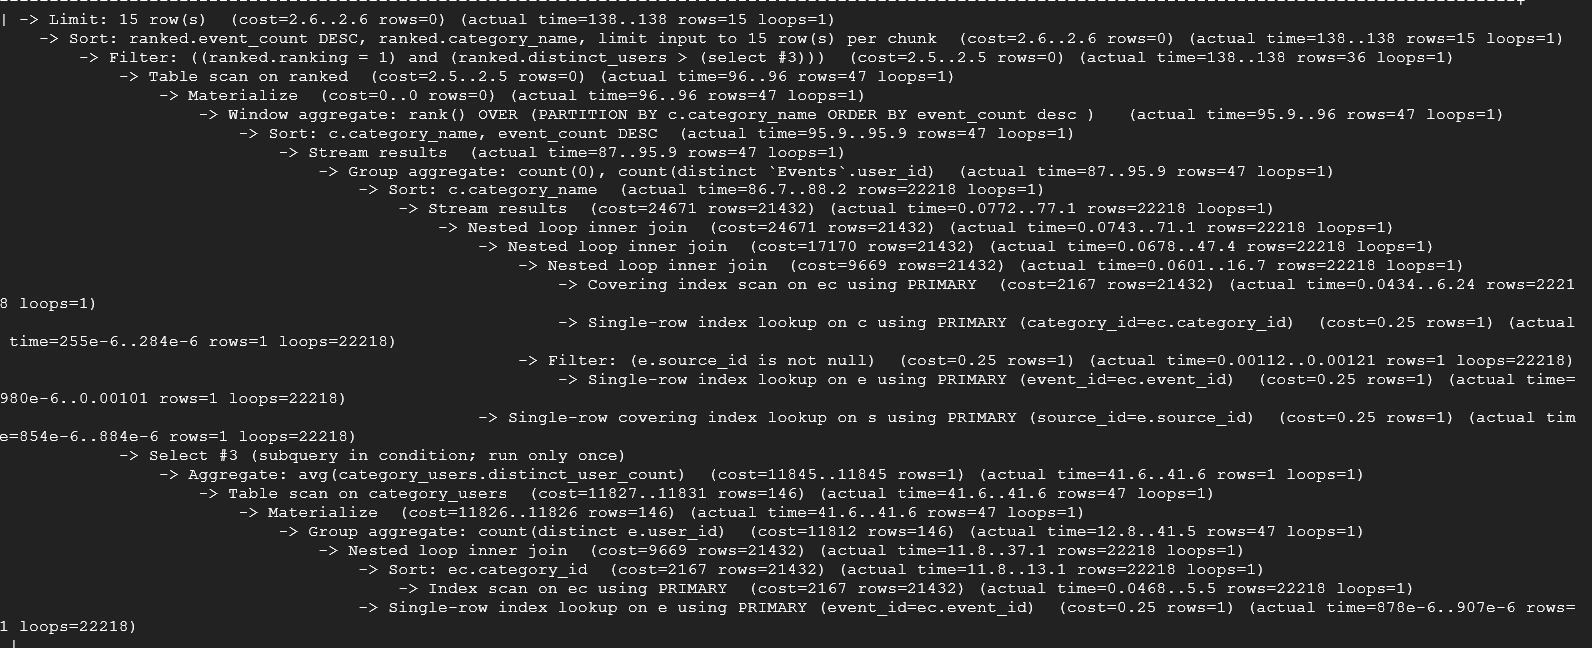 | -> Limit: 15 row(s)  (cost=2.6..2.6 rows=0) (actual time=138..138 rows=15 loops=1)
    -> Sort: ranked.event_count DESC, ranked.category_name, limit input to 15 row(s) per chunk  (cost=2.6..2.6 rows=0) (actual time=138..138 rows=15 loops=1)
        -> Filter: ((ranked.ranking = 1) and (ranked.distinct_users > (select #3)))  (cost=2.5..2.5 rows=0) (actual time=138..138 rows=36 loops=1)
            -> Table scan on ranked  (cost=2.5..2.5 rows=0) (actual time=96..96 rows=47 loops=1)
                -> Materialize  (cost=0..0 rows=0) (actual time=96..96 rows=47 loops=1)
                    -> Window aggregate: rank() OVER (PARTITION BY c.category_name ORDER BY event_count desc )   (actual time=95.9..96 rows=47 loops=1)
                        -> Sort: c.category_name, event_count DESC  (actual time=95.9..95.9 rows=47 loops=1)
                            -> Stream results  (actual time=87..95.9 rows=47 loops=1)
                                -> Group aggregate: count(0), count(distinct `Events`.user_id)  (actual time=87..95.9 rows=47 loops=1)
                                    -> Sort: c.category_name  (actual time=86.7..88.2 rows=22218 loops=1)
                                        -> Stream results  (cost=24671 rows=21432) (actual time=0.0772..77.1 rows=22218 loops=1)
                                            -> Nested loop inner join  (cost=24671 rows=21432) (actual time=0.0743..71.1 rows=22218 loops=1)
                                                -> Nested loop inner join  (cost=17170 rows=21432) (actual time=0.0678..47.4 rows=22218 loops=1)
                                                    -> Nested loop inner join  (cost=9669 rows=21432) (actual time=0.0601..16.7 rows=22218 loops=1)
                                                        -> Covering index scan on ec using PRIMARY  (cost=2167 rows=21432) (actual time=0.0434..6.24 rows=2221
8 loops=1)
                                                        -> Single-row index lookup on c using PRIMARY (category_id=ec.category_id)  (cost=0.25 rows=1) (actual
 time=255e-6..284e-6 rows=1 loops=22218)
                                                    -> Filter: (e.source_id is not null)  (cost=0.25 rows=1) (actual time=0.00112..0.00121 rows=1 loops=22218)
                                                        -> Single-row index lookup on e using PRIMARY (event_id=ec.event_id)  (cost=0.25 rows=1) (actual time=
980e-6..0.00101 rows=1 loops=22218)
                                                -> Single-row covering index lookup on s using PRIMARY (source_id=e.source_id)  (cost=0.25 rows=1) (actual tim
e=854e-6..884e-6 rows=1 loops=22218)
            -> Select #3 (subquery in condition; run only once)
                -> Aggregate: avg(category_users.distinct_user_count)  (cost=11845..11845 rows=1) (actual time=41.6..41.6 rows=1 loops=1)
                    -> Table scan on category_users  (cost=11827..11831 rows=146) (actual time=41.6..41.6 rows=47 loops=1)
                        -> Materialize  (cost=11826..11826 rows=146) (actual time=41.6..41.6 rows=47 loops=1)
                            -> Group aggregate: count(distinct e.user_id)  (cost=11812 rows=146) (actual time=12.8..41.5 rows=47 loops=1)
                                -> Nested loop inner join  (cost=9669 rows=21432) (actual time=11.8..37.1 rows=22218 loops=1)
                                    -> Sort: ec.category_id  (cost=2167 rows=21432) (actual time=11.8..13.1 rows=22218 loops=1)
                                        -> Index scan on ec using PRIMARY  (cost=2167 rows=21432) (actual time=0.0468..5.5 rows=22218 loops=1)
                                    -> Single-row index lookup on e using PRIMARY (event_id=ec.event_id)  (cost=0.25 rows=1) (actual time=878e-6..907e-6 rows=
1 loops=22218)
 |